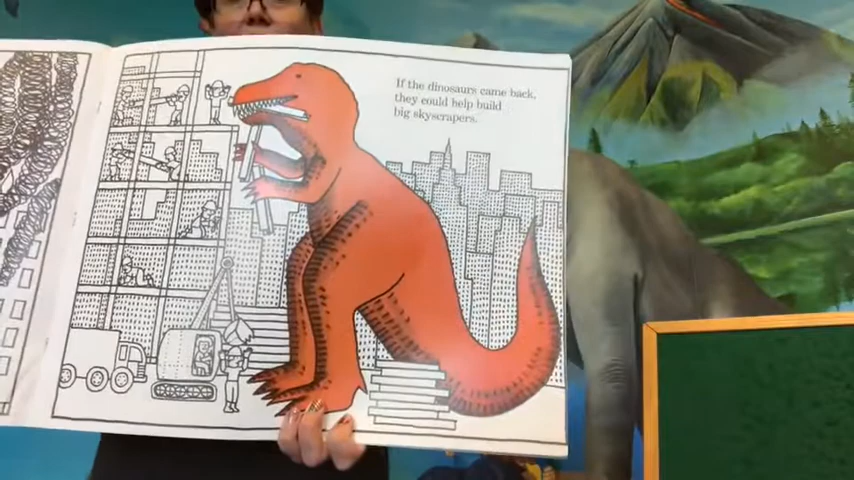 If the dinosaurs came back,
they could help build
big skyscrapers.